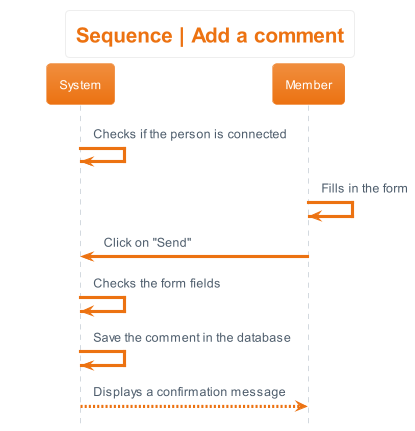 Sequence | Add a comment
System
Member
Checks if the person is connected
Fills in the form
Click on "Send"
Checks the form fields
Save the comment in the database
Displays a confirmation message